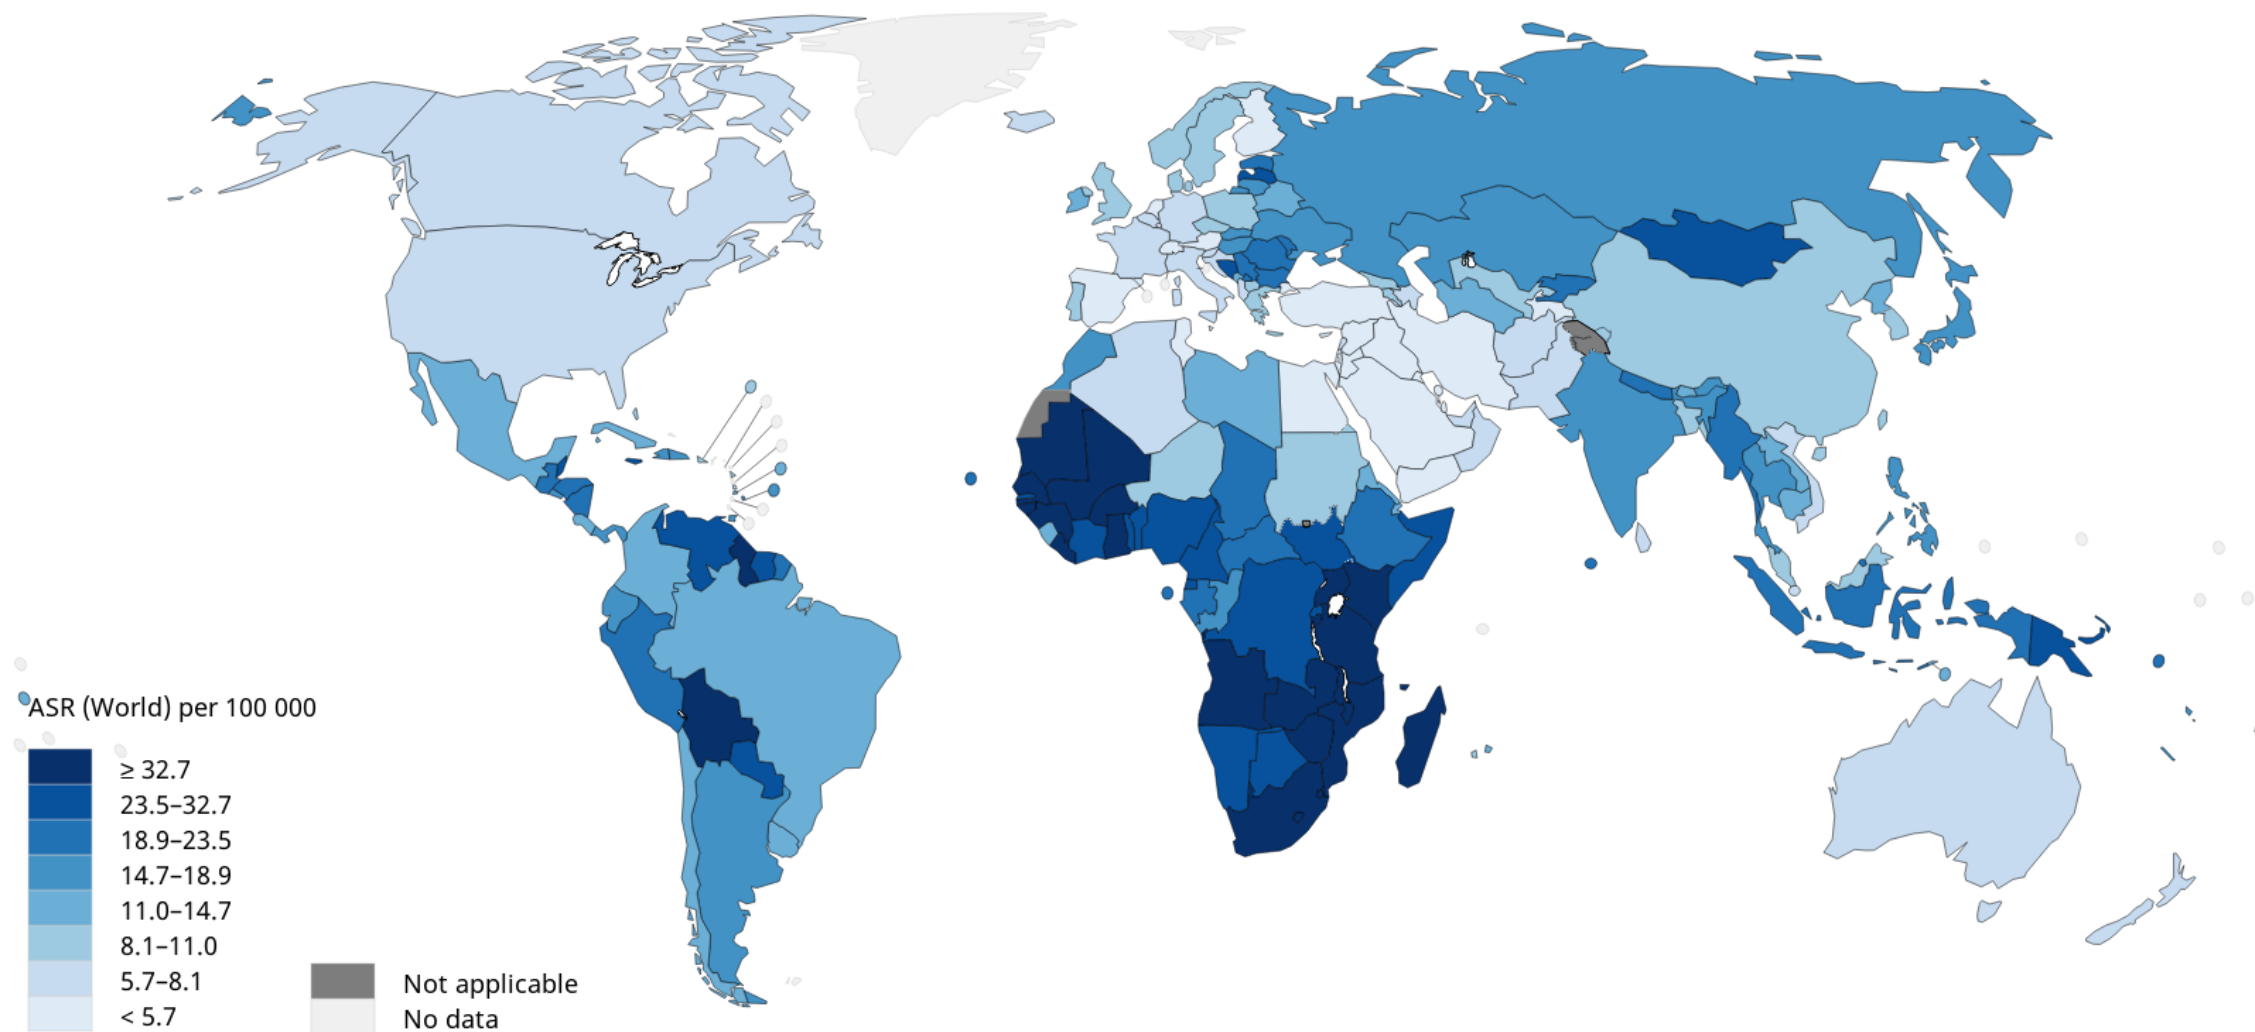 ASR (World) per 100 000
≥ 32.7
23.5–32.7
18.9–23.5
14.7–18.9
11.0–14.7
8.1–11.0
5.7–8.1
< 5.7
Not applicable
No data